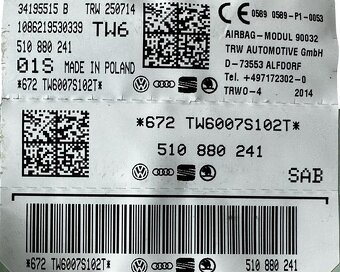 34195515 B TRW 250714
1086219530339 TW6
510 880 241
01S MADE IN POLAND
*672 TW6007S102T*
CE 0589 0589-P1-0053
AIRBAG-MODUL 90032
TRW AUTOMOTIVE GmbH
D-73553 ALFDORF
Tel. +497172302-0
TRWO-4 2014
*672 TW6007S102T*
510 880 241
SAB
*672 TW6007S102T*
510 880 241